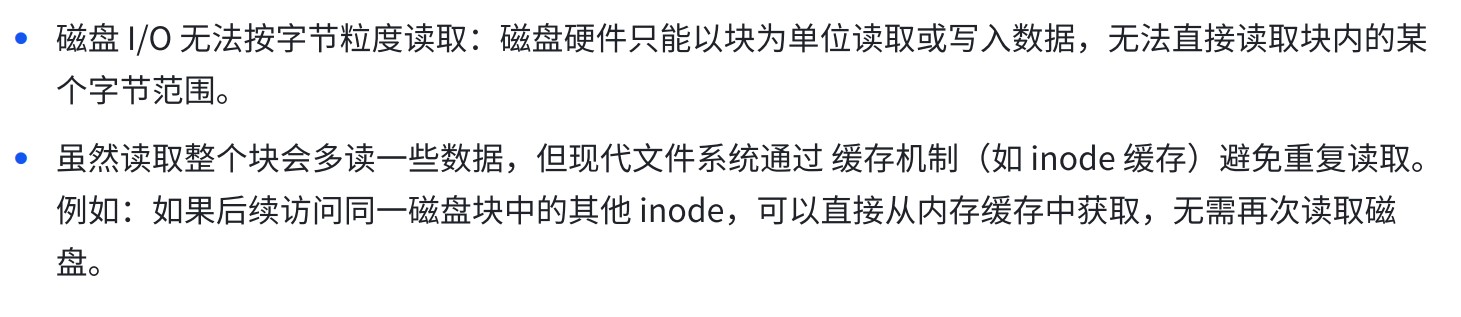 磁盘 I/O 无法按字节粒度读取：磁盘硬件只能以块为单位读取或写入数据，无法直接读取块内的某
个字节范围。
虽然读取整个块会多读一些数据，但现代文件系统通过 缓存机制（如 inode 缓存）避免重复读取。
例如：如果后续访问同一磁盘块中的其他 inode，可以直接从内存缓存中获取，无需再次读取磁
盘。